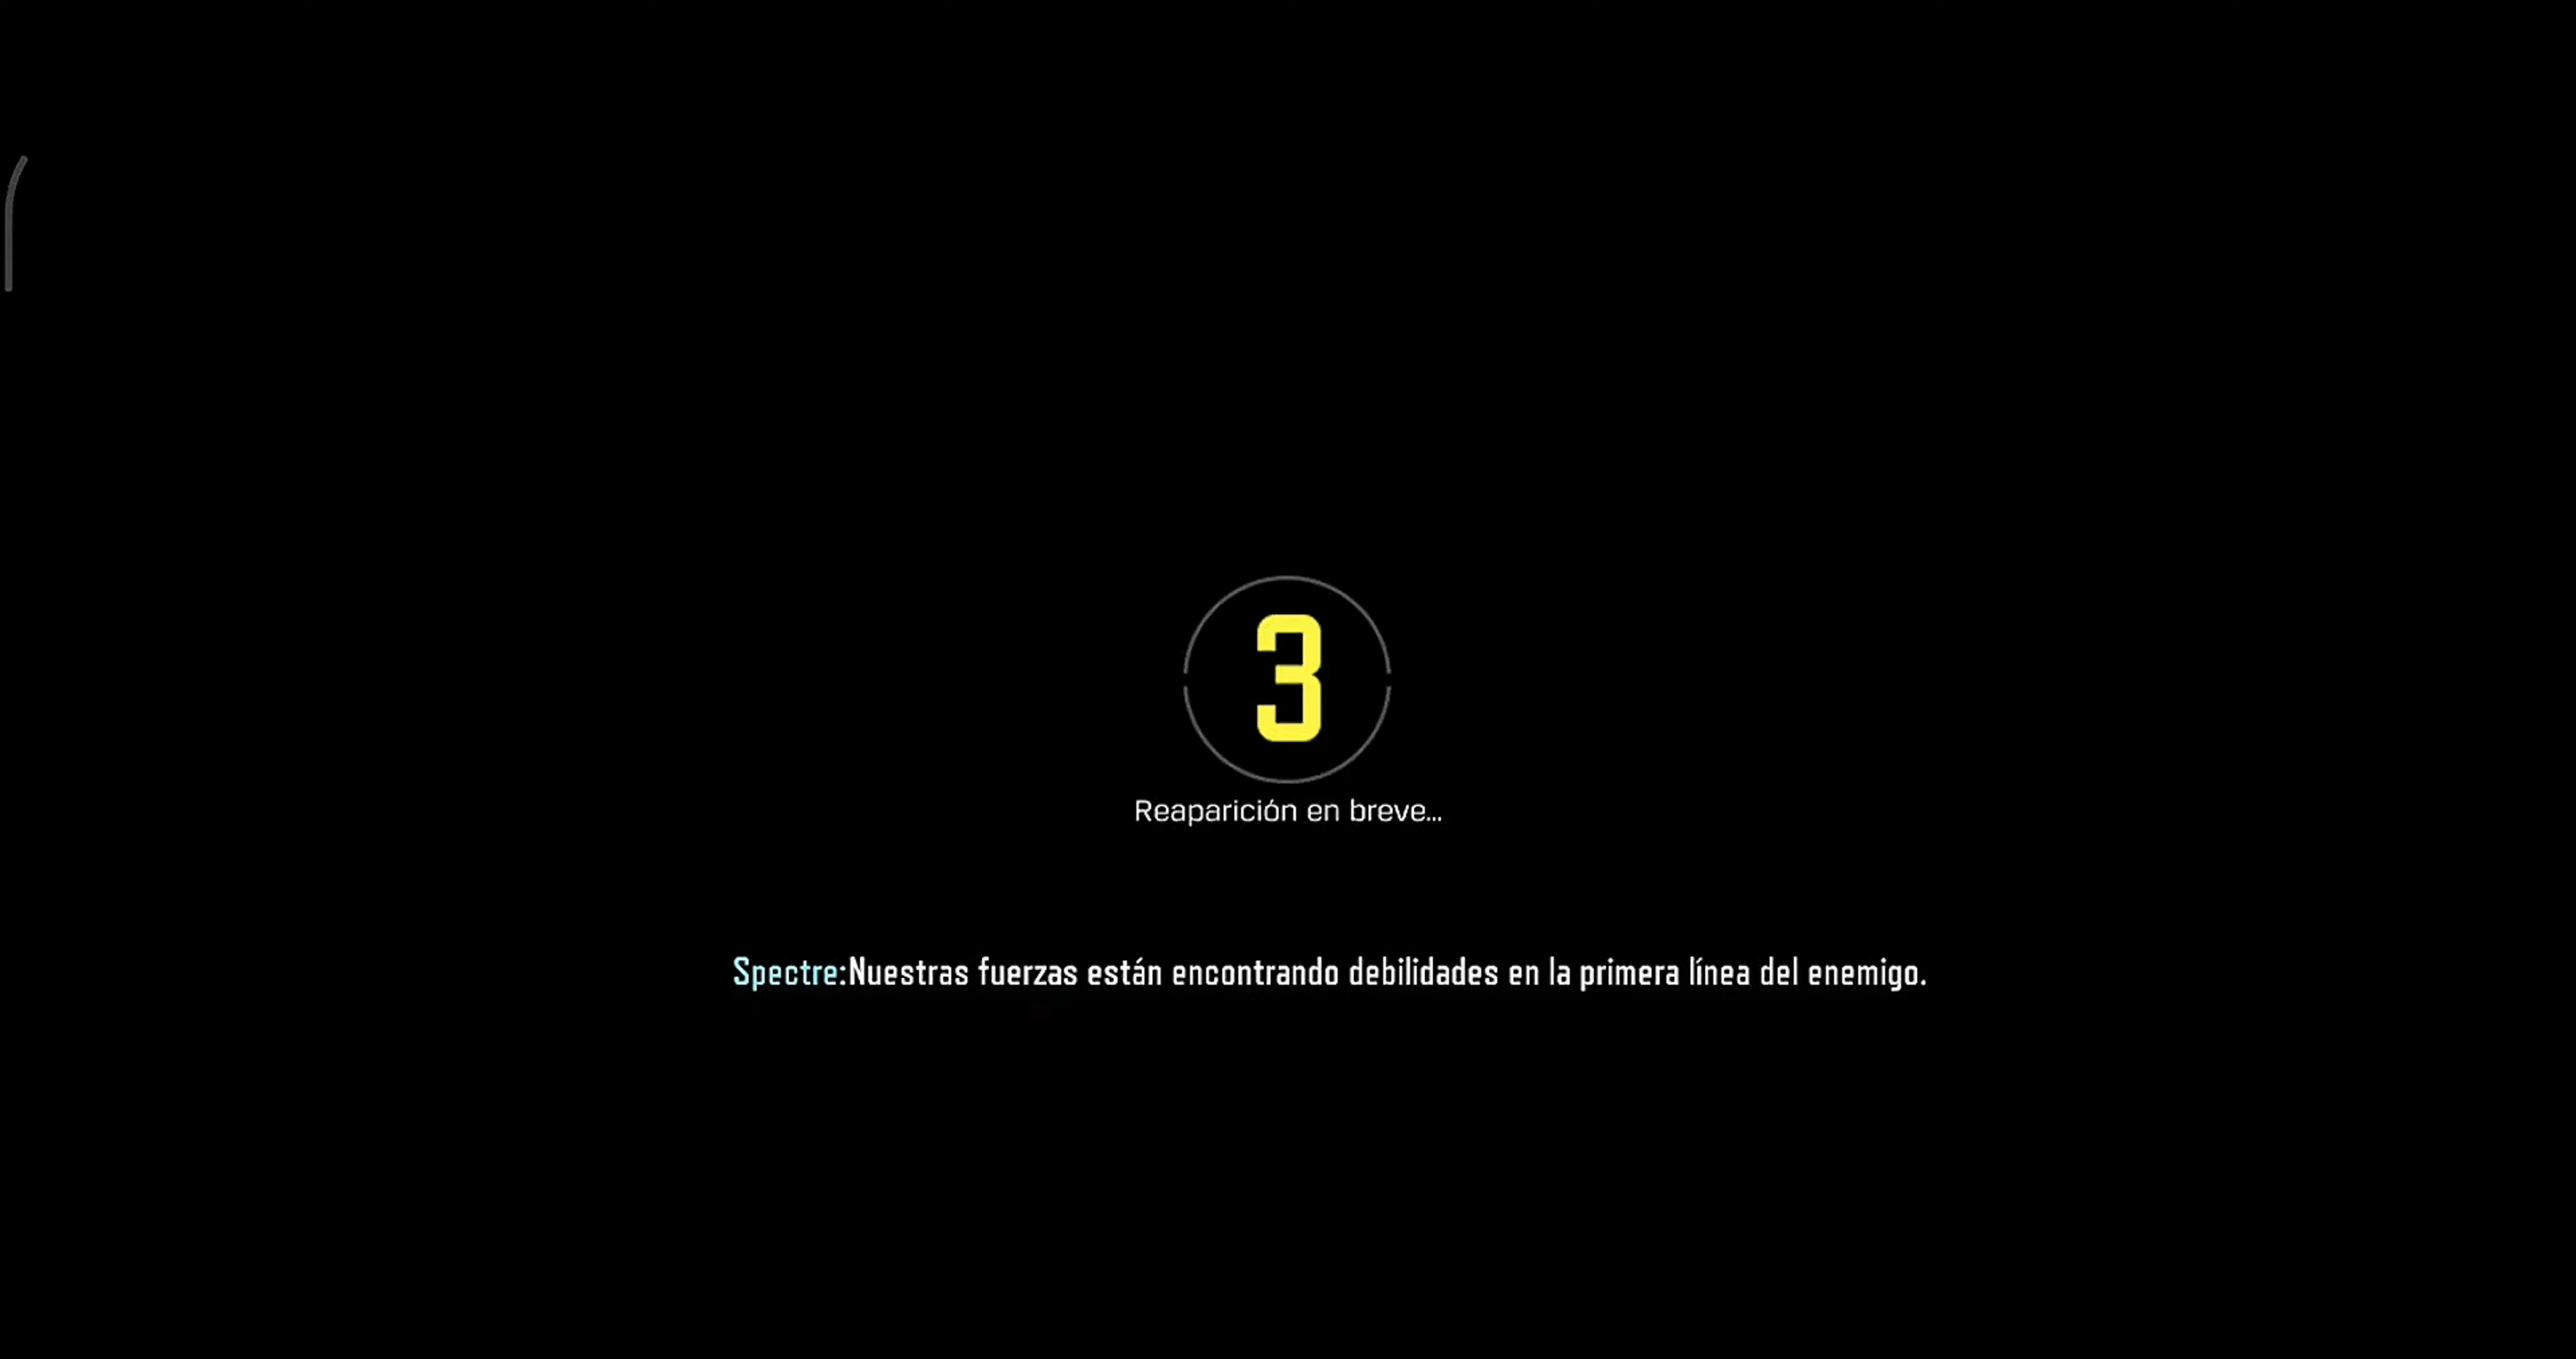 3
Reaparición en breve...
Spectre:Nuestras fuerzas están encontrando debilidades en la primera línea del enemigo.